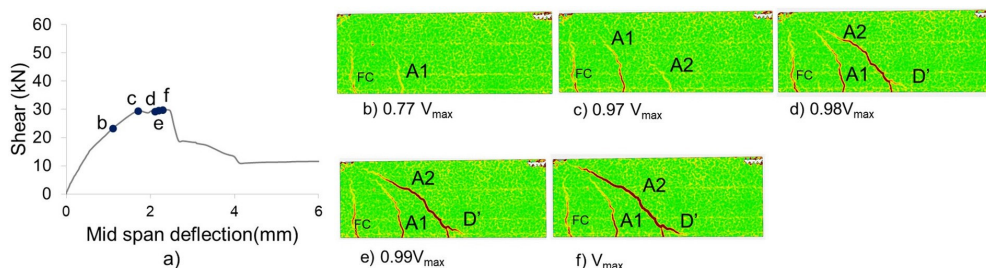 60
50
40
30
20
10
0
Shear (kN)
b
c
d
e
f
0
2
4
6
Mid span deflection(mm)
a)
FC
A1
b) 0.77 Vmax
FC
A1
A2
c) 0.97 Vmax
FC
A2
A1
D’
d) 0.98Vmax
FC
A2
A1
D’
e) 0.99Vmax
FC
A2
A1
D’
f) Vmax